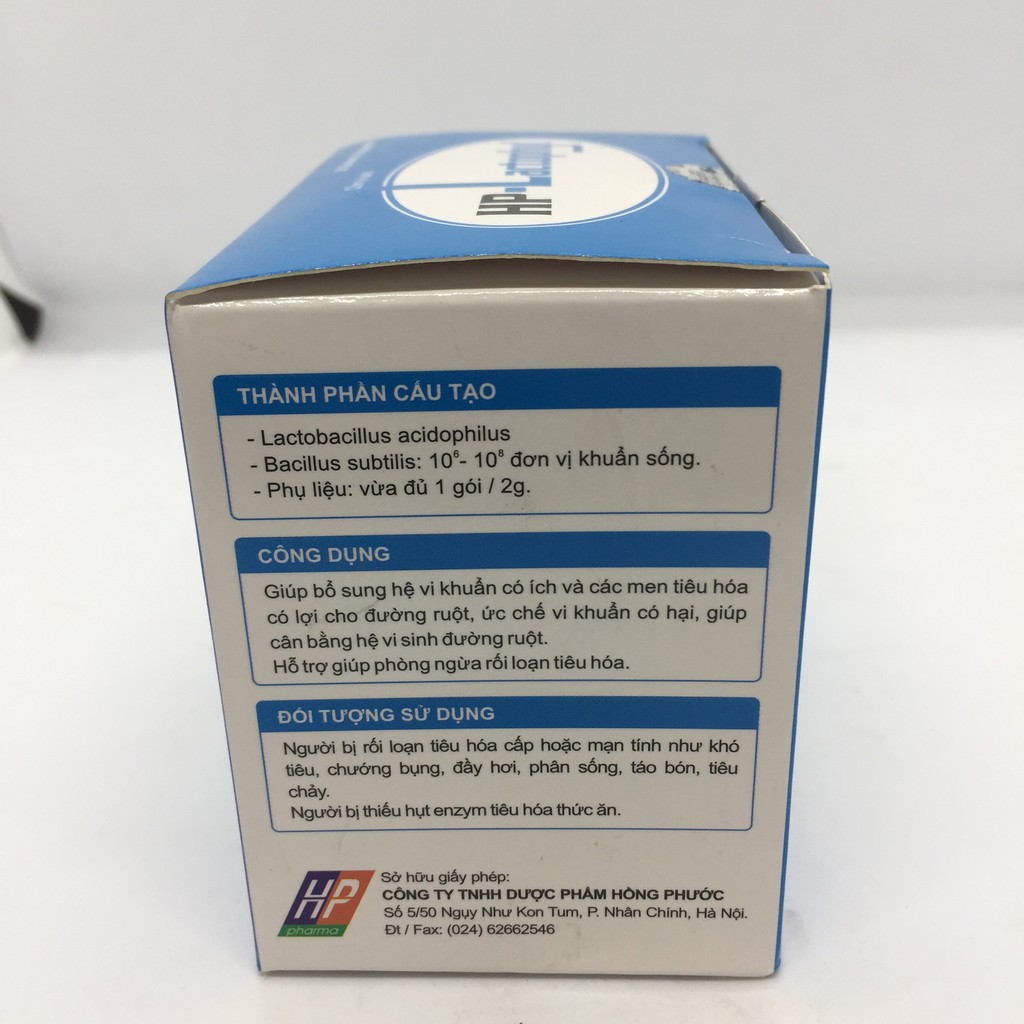 HP-
THÀNH PHẦN CẤU TẠO
- Lactobacillus acidophilus
- Bacillus subtilis: 10⁶- 10⁸ đơn vị khuẩn sống.
- Phụ liệu: vừa đủ 1 gói / 2g.
CÔNG DỤNG
Giúp bổ sung hệ vi khuẩn có ích và các men tiêu hóa
có lợi cho đường ruột, ức chế vi khuẩn có hại, giúp
cân bằng hệ vi sinh đường ruột.
Hỗ trợ giúp phòng ngừa rối loạn tiêu hóa.
ĐỐI TƯỢNG SỬ DỤNG
Người bị rối loạn tiêu hóa cấp hoặc mạn tính như khó
tiêu, chướng bụng, đầy hơi, phân sống, táo bón, tiêu
chảy.
Người bị thiếu hụt enzym tiêu hóa thức ăn.
HP
pharma
Sở hữu giấy phép:
CÔNG TY TNHH DƯỢC PHẨM HỒNG PHƯỚC
Số 5/50 Ngụy Như Kon Tum, P. Nhân Chính, Hà Nội.
Đt / Fax: (024) 62662546